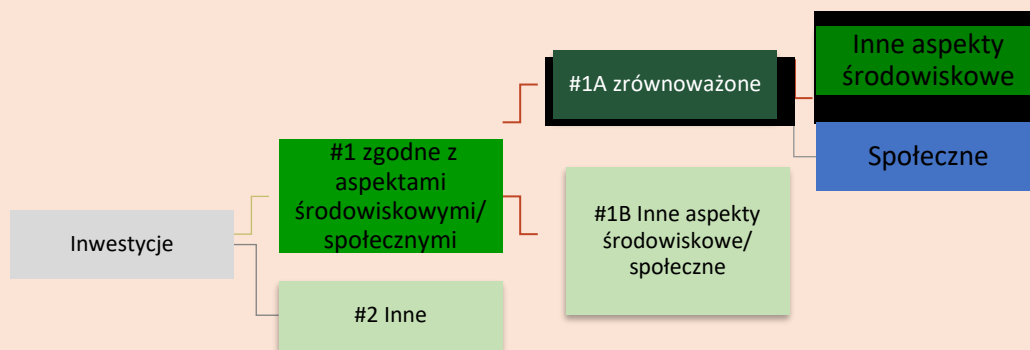 Inwestycje
#1 zgodne z
aspektami
środowiskowymi/
społecznymi
#2 Inne
#1A zrównoważone
#1B Inne aspekty
środowiskowe/
społeczne
Inne aspekty
środowiskowe
Społeczne